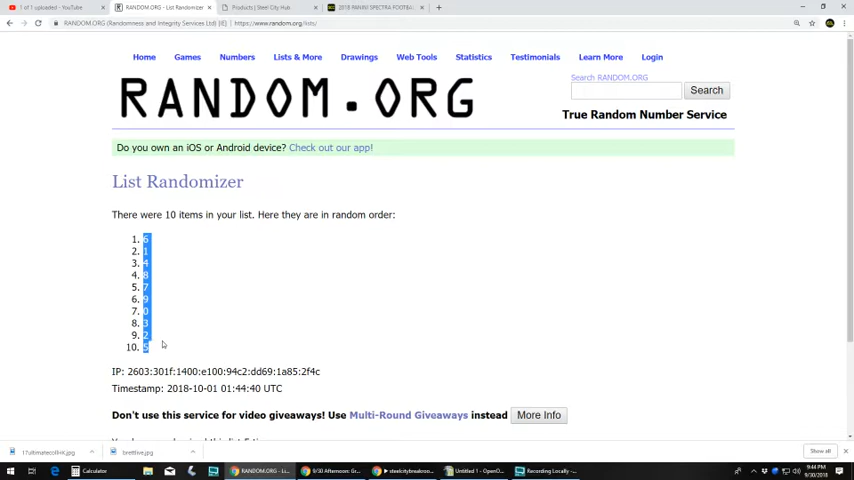 1 of 1 uploaded - YouTube
RANDOM.ORG - List Randomizer
Products | Steel City Hub
2018 PANINI SPECTRA FOOTBA
RANDOM.ORG (Randomness and Integrity Services Ltd) [IE] | https://www.random.org/lists/
Home Games Numbers Lists & More Drawings Web Tools Statistics Testimonials Learn More Login
Search RANDOM.ORG
RANDOM.ORG
Search
True Random Number Service
Do you own an iOS or Android device? Check out our app!
List Randomizer
There were 10 items in your list. Here they are in random order:
1. 6
2. 1
3. 4
4. 8
5. 7
6. 9
7. 0
8. 3
9. 2
10. 5
IP: 2603:301f:1400:e100:94c2:dd69:1a85:2f4c
Timestamp: 2018-10-01 01:44:40 UTC
Don't use this service for video giveaways! Use Multi-Round Giveaways instead More Info
brettlive.jpg
Show all
Calculator
RANDOM.ORG - Li...
9/30 Afternoon: Gr...
steelcitybreakroo...
Untitled 1 - OpenO...
Recording Locally -...
9:44 PM
9/30/2018